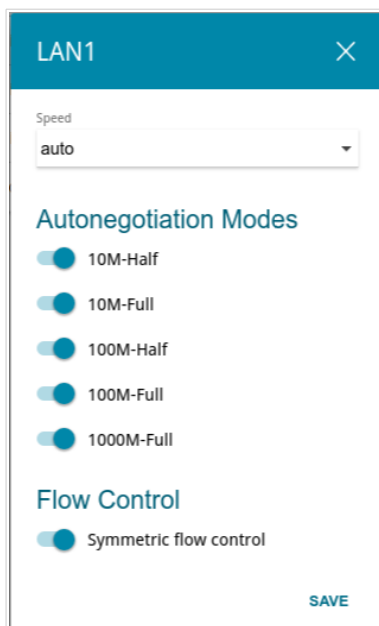 LAN1
Speed
auto
Autonegotiation Modes
10M-Half
10M-Full
100M-Half
100M-Full
1000M-Full
Flow Control
Symmetric flow control
SAVE